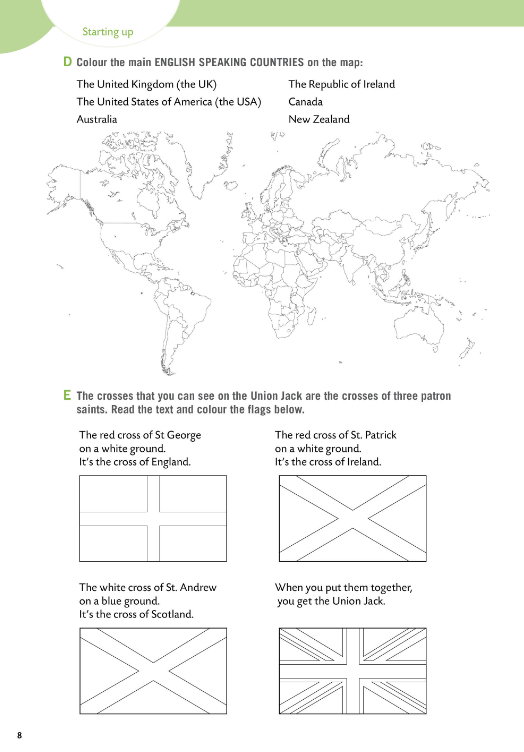 Starting up
D Colour the main ENGLISH SPEAKING COUNTRIES on the map:
The United Kingdom (the UK)
The United States of America (the USA)
Australia
The Republic of Ireland
Canada
New Zealand
E The crosses that you can see on the Union Jack are the crosses of three patron
saints. Read the text and colour the flags below.
The red cross of St George
on a white ground.
It's the cross of England.
The red cross of St. Patrick
on a white ground.
It's the cross of Ireland.
The white cross of St. Andrew
on a blue ground.
It's the cross of Scotland.
When you put them together,
you get the Union Jack.
8